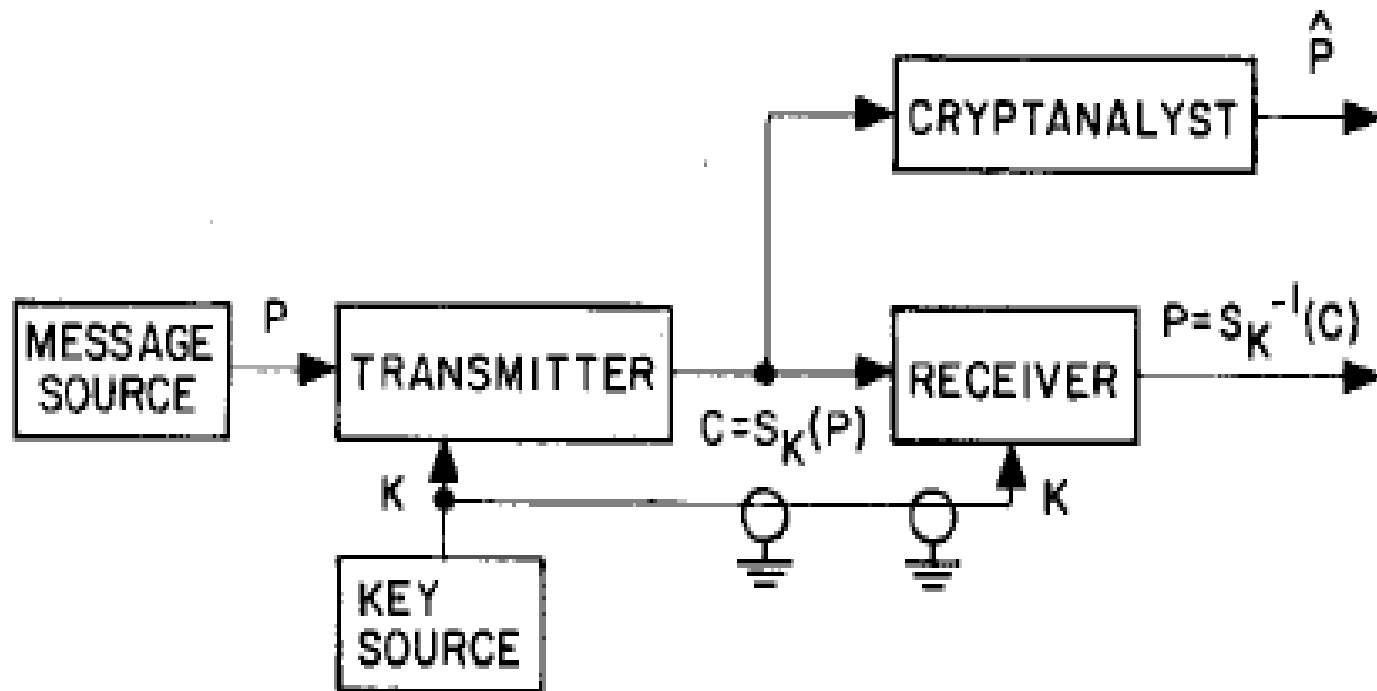 P̂
CRYPTANALYST
MESSAGE
SOURCE
P
TRANSMITTER
C=S_K(P)
RECEIVER
P=S_K^-1(C)
K
K
KEY
SOURCE